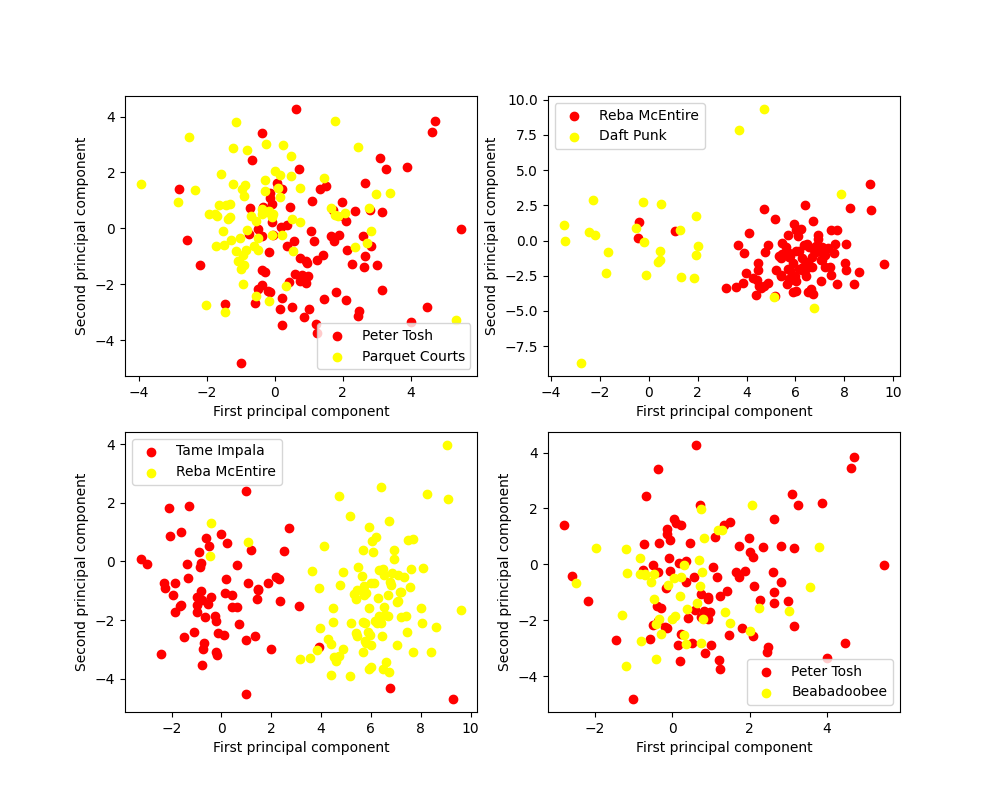 4
2
0
−2
−4
Second principal component
−4 −2 0 2 4
First principal component
Peter Tosh
Parquet Courts
10.0
7.5
5.0
2.5
0.0
−2.5
−5.0
−7.5
Second principal component
−4 −2 0 2 4 6 8 10
First principal component
Reba McEntire
Daft Punk
4
2
0
−2
−4
Second principal component
−2 0 2 4 6 8 10
First principal component
Tame Impala
Reba McEntire
4
2
0
−2
−4
Second principal component
−2 0 2 4
First principal component
Peter Tosh
Beabadoobee